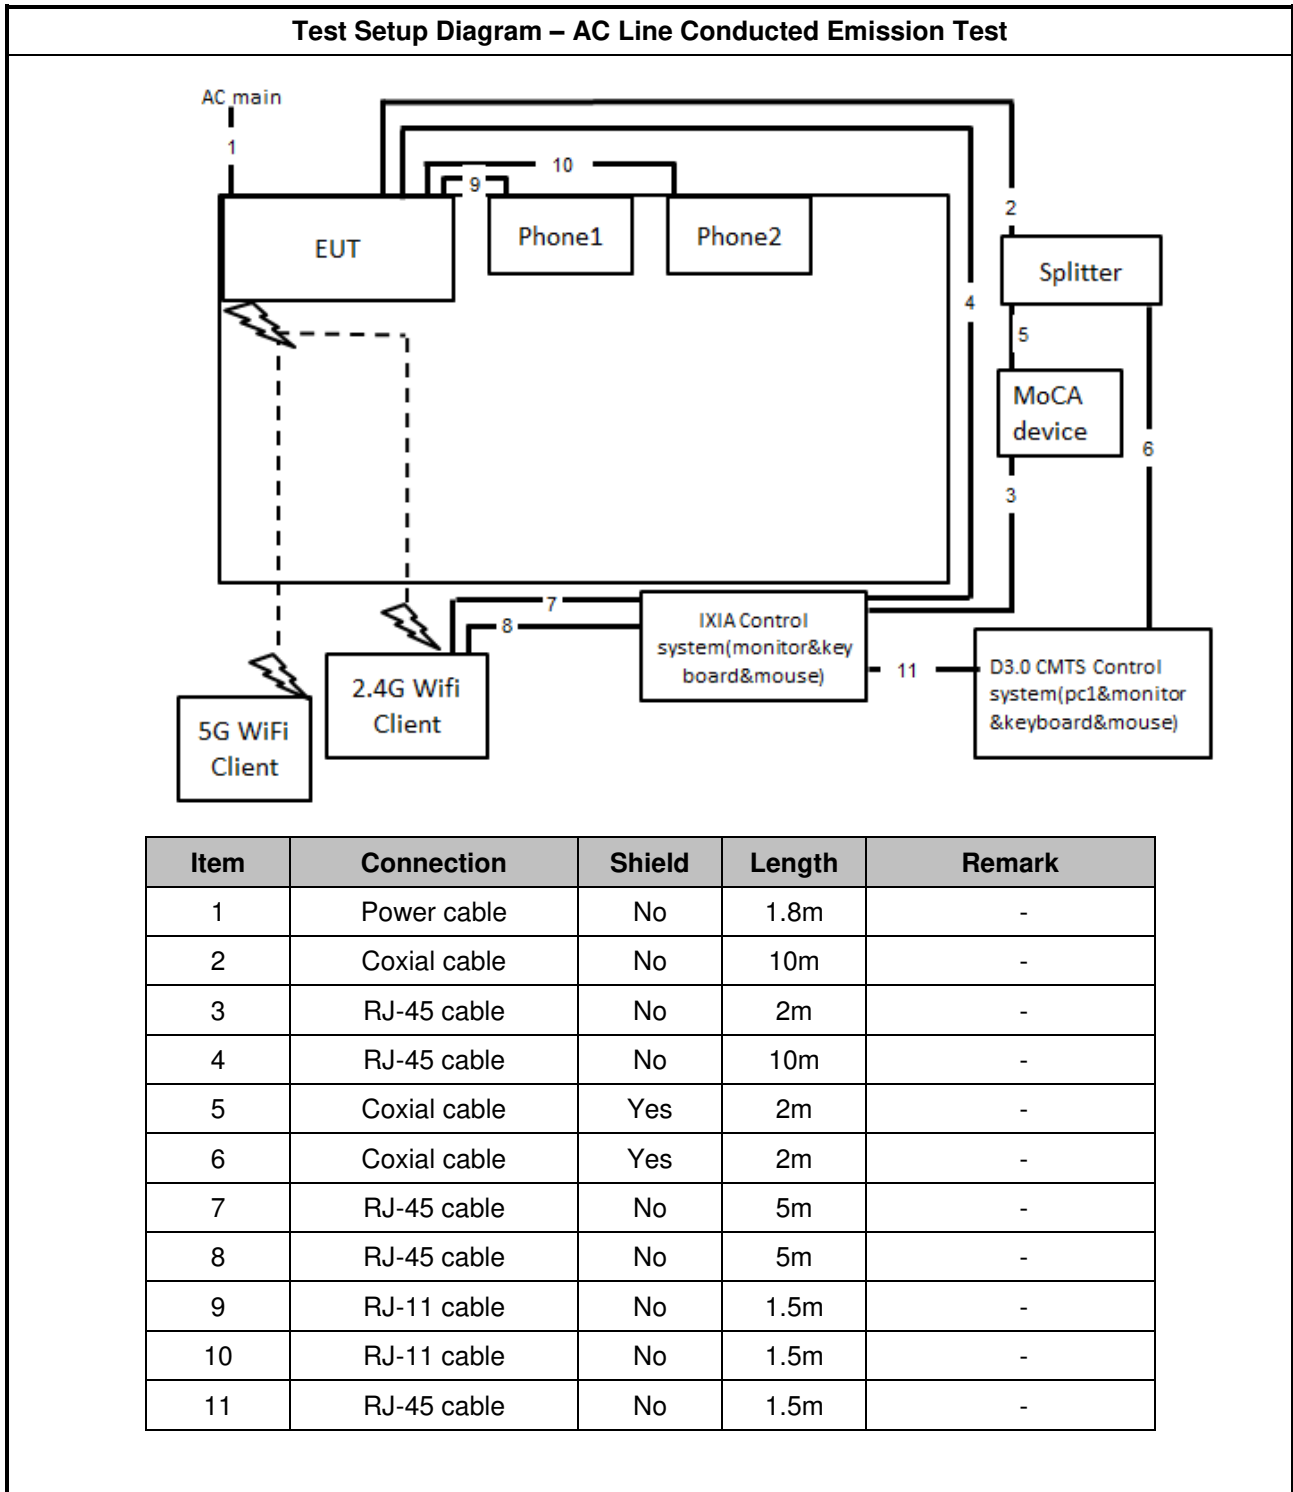 Test Setup Diagram – AC Line Conducted Emission Test
AC main
1
10
9
2
EUT
Phone1
Phone2
Splitter
4
5
MoCA
device
6
3
7
8
IXIA Control
system(monitor&key
board&mouse)
11
D3.0 CMTS Control
system(pc1&monitor
&keyboard&mouse)
2.4G Wifi
Client
5G WiFi
Client
Item Connection Shield Length Remark
1 Power cable No 1.8m -
2 Coxial cable No 10m -
3 RJ-45 cable No 2m -
4 RJ-45 cable No 10m -
5 Coxial cable Yes 2m -
6 Coxial cable Yes 2m -
7 RJ-45 cable No 5m -
8 RJ-45 cable No 5m -
9 RJ-11 cable No 1.5m -
10 RJ-11 cable No 1.5m -
11 RJ-45 cable No 1.5m -